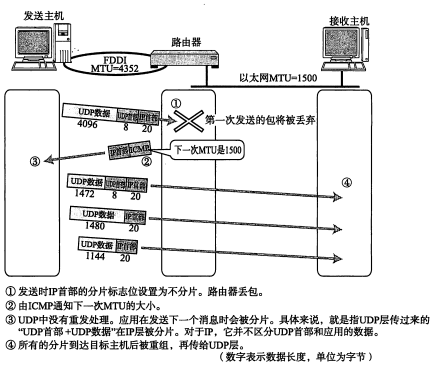 发送主机
接收主机
路由器
FDDI
MTU=4352
以太网MTU=1500
①
UDP数据 UDP首部 IP首部
4096 8 20
第一次发送的包将被丢弃
IP首部 ICMP
②
下一次MTU是1500
③
④
UDP数据 UDP首部 IP首部
1472 8 20
UDP数据 IP首部
1480 20
UDP数据 IP首部
1144 20
① 发送时IP首部的分片标志位设置为不分片。路由器丢包。
② 由ICMP通知下一次MTU的大小。
③ UDP中没有重发处理。应用在发送下一个消息时会被分片。具体来说，就是指UDP层传过来的
“UDP首部+UDP数据”在IP层被分片。对于IP，它并不区分UDP首部和应用的数据。
④ 所有的分片到达目标主机后被重组，再传给UDP层。
（数字表示数据长度，单位为字节）